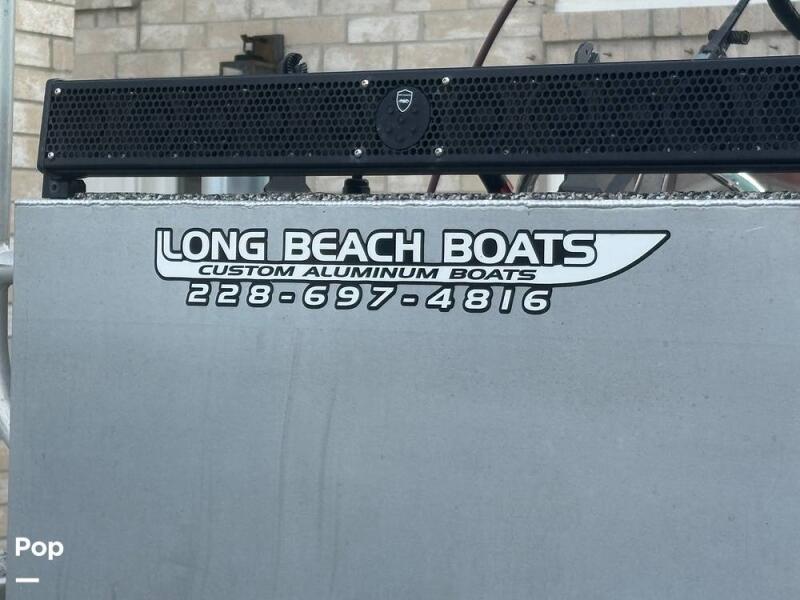 LONG BEACH BOATS
CUSTOM ALUMINUM BOATS
228-697-4816
Pop